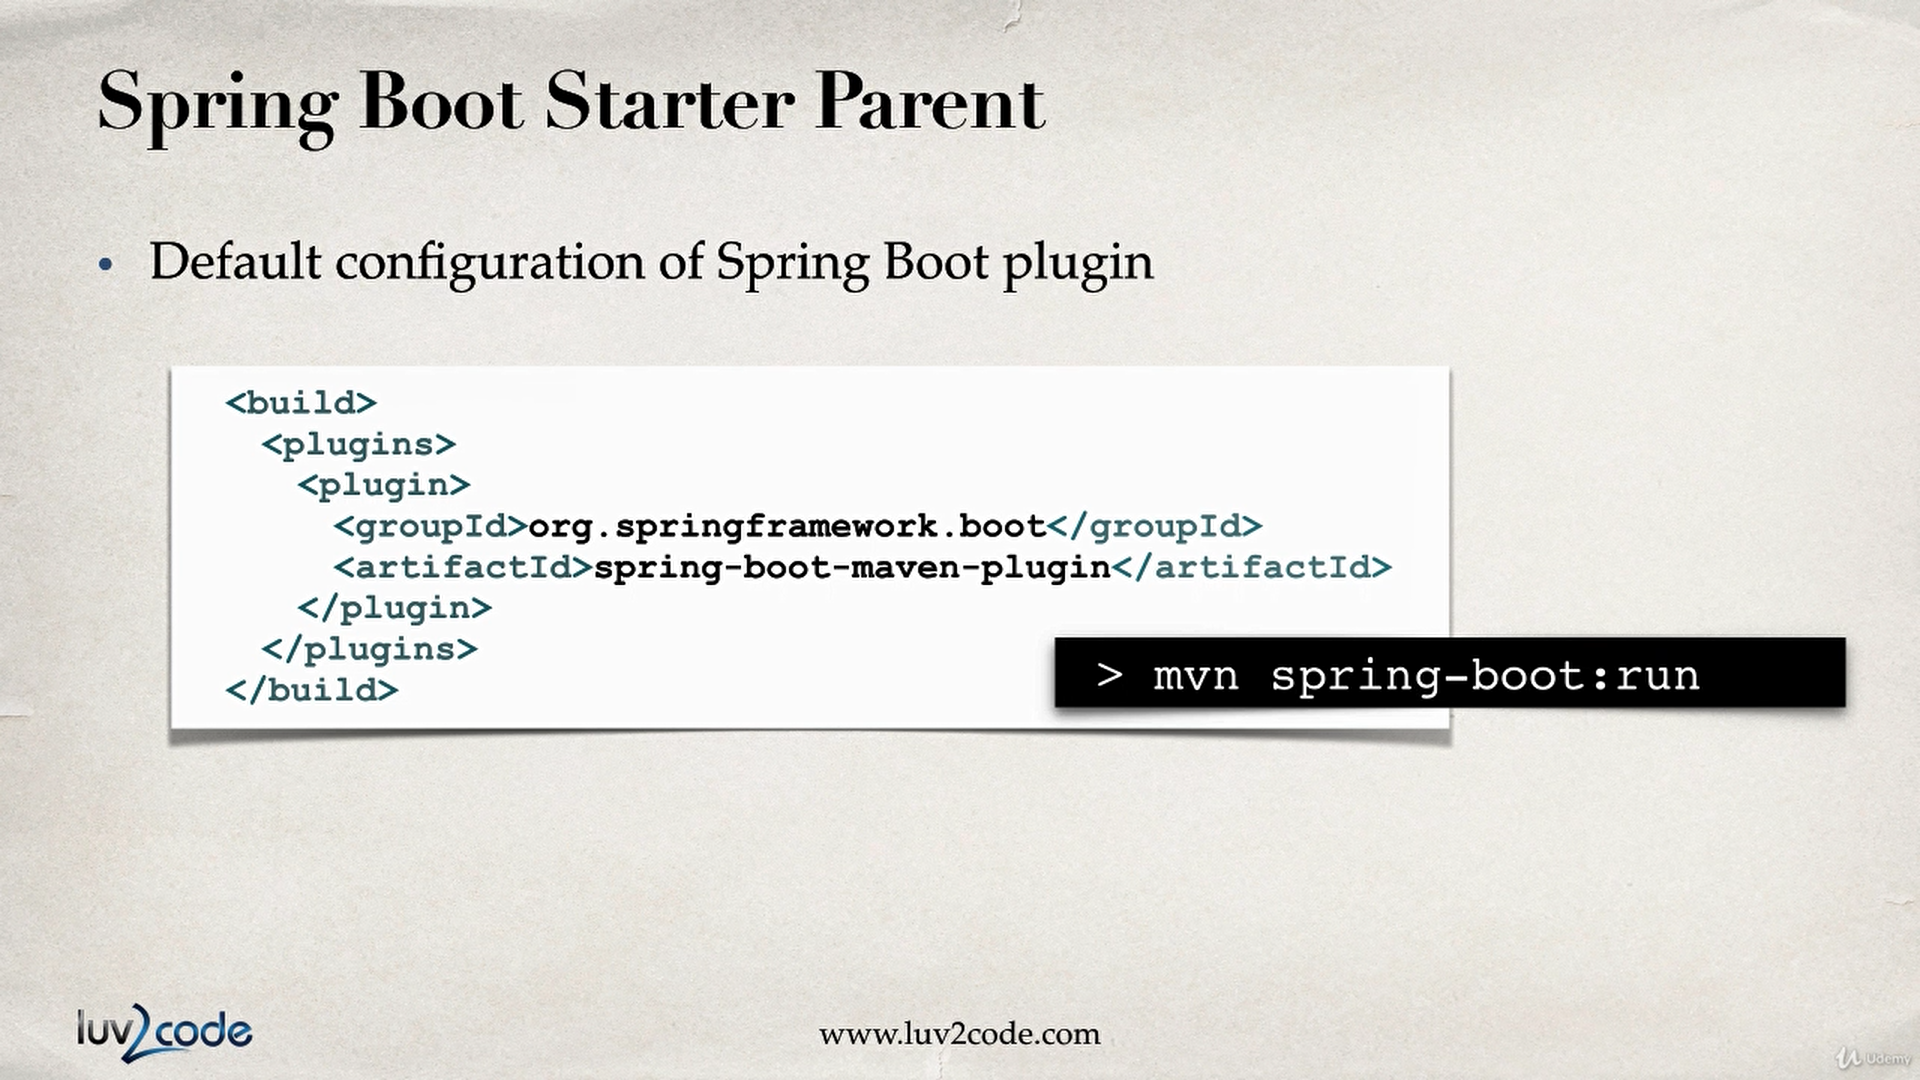 Spring Boot Starter Parent
• Default configuration of Spring Boot plugin
<build>
<plugins>
<plugin>
<groupId>org.springframework.boot</groupId>
<artifactId>spring-boot-maven-plugin</artifactId>
</plugin>
</plugins>
</build>
> mvn spring-boot:run
luv2code
www.luv2code.com
Udemy